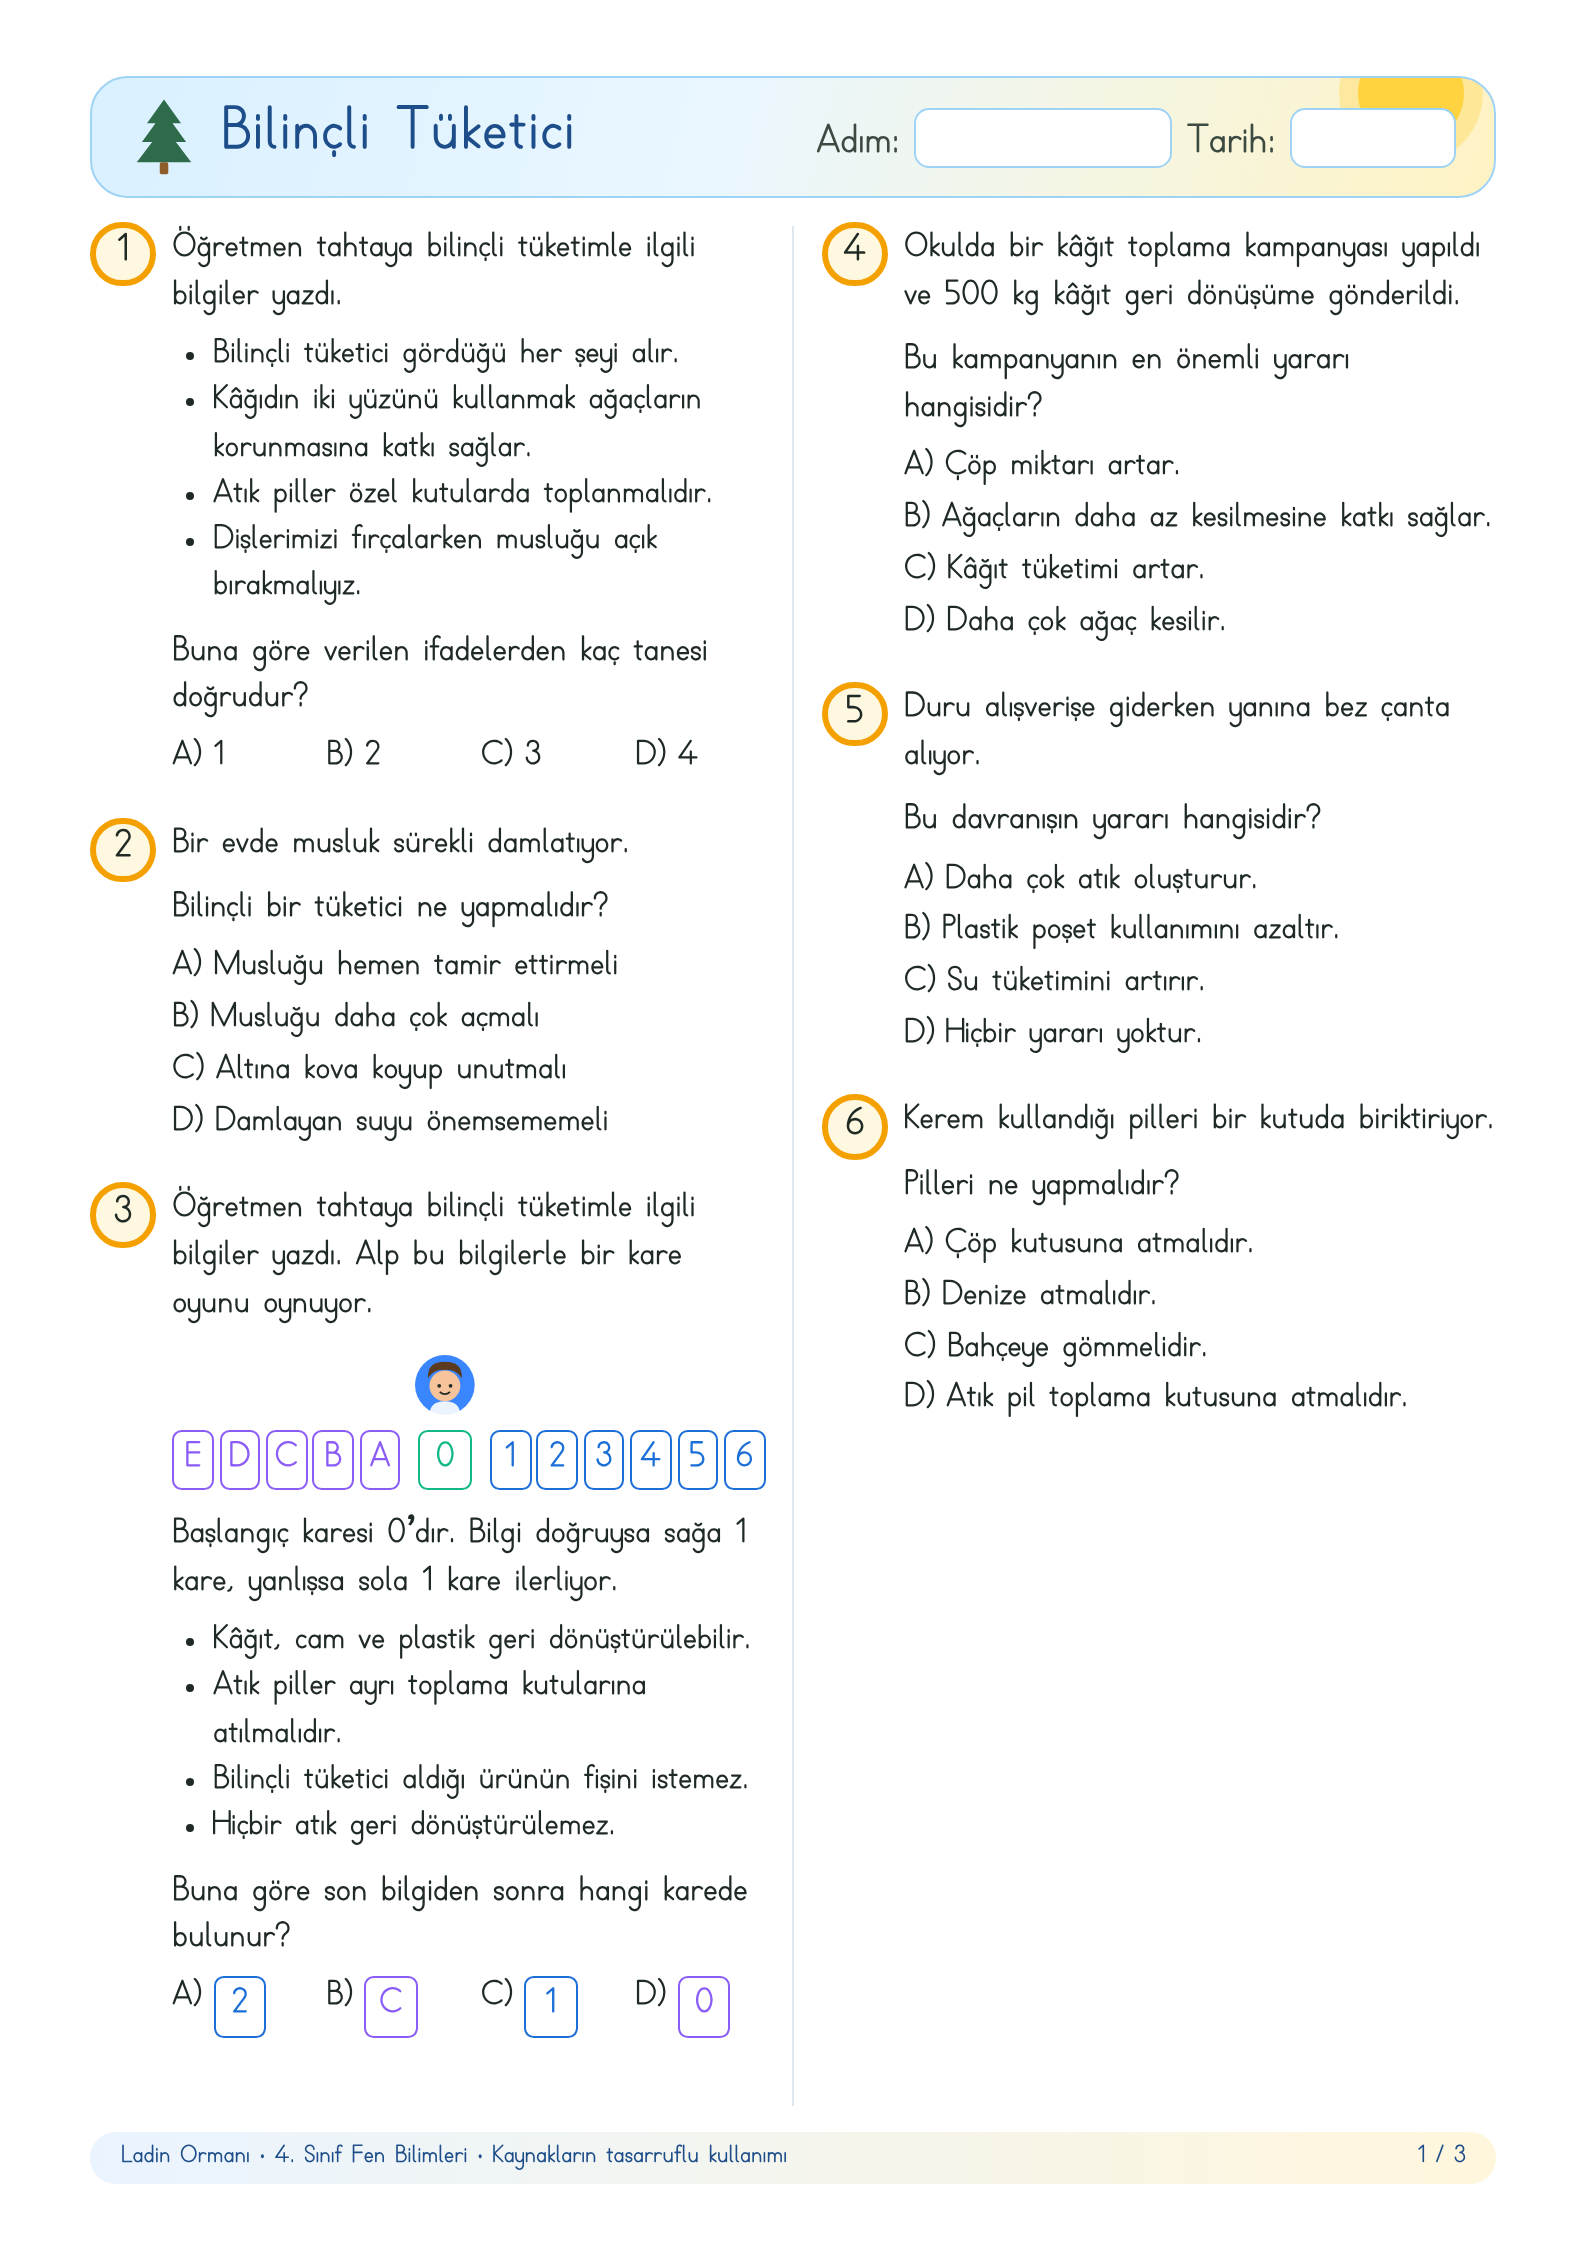 Bilinçli Tüketici
Adım:
Tarih:
1
Öğretmen tahtaya bilinçli tüketimle ilgili
bilgiler yazdı.
• Bilinçli tüketici gördüğü her şeyi alır.
• Kâğıdın iki yüzünü kullanmak ağaçların
korunmasına katkı sağlar.
• Atık piller özel kutularda toplanmalıdır.
• Dişlerimizi fırçalarken musluğu açık
bırakmalıyız.
Buna göre verilen ifadelerden kaç tanesi
doğrudur?
A) 1 B) 2 C) 3 D) 4
2
Bir evde musluk sürekli damlatıyor.
Bilinçli bir tüketici ne yapmalıdır?
A) Musluğu hemen tamir ettirmeli
B) Musluğu daha çok açmalı
C) Altına kova koyup unutmalı
D) Damlayan suyu önemsememeli
3
Öğretmen tahtaya bilinçli tüketimle ilgili
bilgiler yazdı. Alp bu bilgilerle bir kare
oyunu oynuyor.
E D C B A 0 1 2 3 4 5 6
Başlangıç karesi 0’dır. Bilgi doğruysa sağa 1
kare, yanlışsa sola 1 kare ilerliyor.
• Kâğıt, cam ve plastik geri dönüştürülebilir.
• Atık piller ayrı toplama kutularına
atılmalıdır.
• Bilinçli tüketici aldığı ürünün fişini istemez.
• Hiçbir atık geri dönüştürülemez.
Buna göre son bilgiden sonra hangi karede
bulunur?
A) 2 B) C C) 1 D) 0
4
Okulda bir kâğıt toplama kampanyası yapıldı
ve 500 kg kâğıt geri dönüşüme gönderildi.
Bu kampanyanın en önemli yararı
hangisidir?
A) Çöp miktarı artar.
B) Ağaçların daha az kesilmesine katkı sağlar.
C) Kâğıt tüketimi artar.
D) Daha çok ağaç kesilir.
5
Duru alışverişe giderken yanına bez çanta
alıyor.
Bu davranışın yararı hangisidir?
A) Daha çok atık oluşturur.
B) Plastik poşet kullanımını azaltır.
C) Su tüketimini artırır.
D) Hiçbir yararı yoktur.
6
Kerem kullandığı pilleri bir kutuda biriktiriyor.
Pilleri ne yapmalıdır?
A) Çöp kutusuna atmalıdır.
B) Denize atmalıdır.
C) Bahçeye gömmelidir.
D) Atık pil toplama kutusuna atmalıdır.
Ladin Ormanı • 4. Sınıf Fen Bilimleri • Kaynakların tasarruflu kullanımı
1 / 3